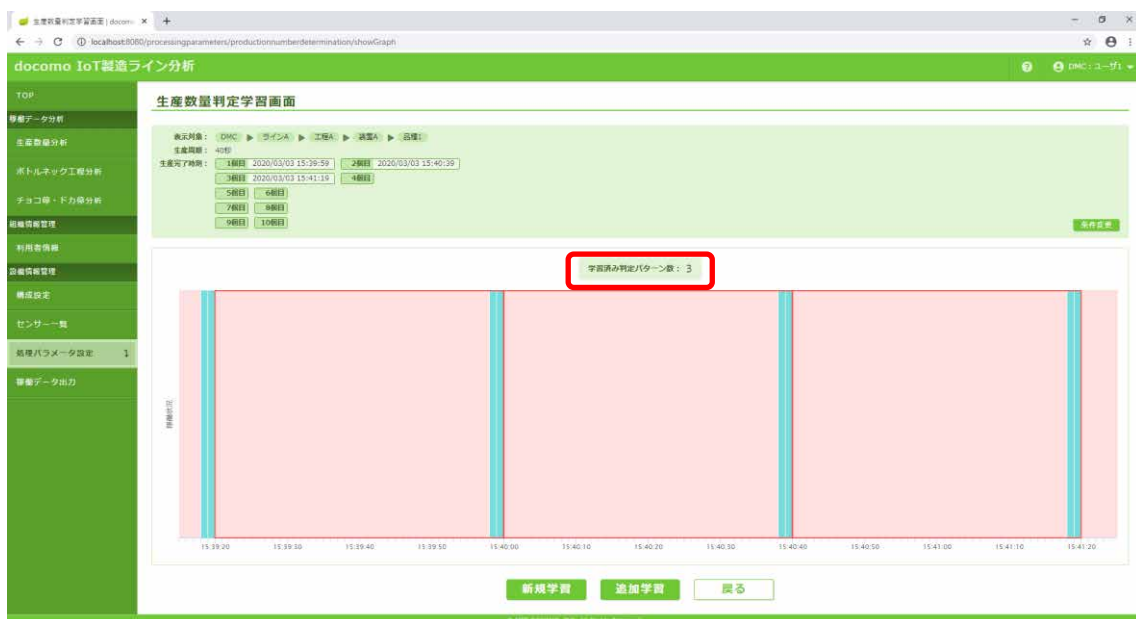 生産数量判定学習画面 | docom
localhost:8080/processingparameters/productionnumberdetermination/showGraph
docomo IoT製造ライン分析
DMC:ユーザ1
TOP
稼働データ分析
生産数量分析
ボトルネック工程分析
チョコ停・ドカ停分析
組織情報管理
利用者情報
設備情報管理
構成設定
センサー一覧
処理パラメータ設定 1
稼働データ出力
生産数量判定学習画面
表示対象: DMC ▶ ラインA ▶ 工程A ▶ 装置A ▶ 品種1
生産周期: 40秒
生産完了時刻: 1個目 2020/03/03 15:39:59 2個目 2020/03/03 15:40:39
3個目 2020/03/03 15:41:19 4個目
5個目 6個目
7個目 8個目
9個目 10個目
条件変更
学習済み判定パターン数: 3
稼働状況
15:39:20 15:39:30 15:39:40 15:39:50 15:40:00 15:40:10 15:40:20 15:40:30 15:40:40 15:40:50 15:41:00 15:41:10 15:41:20
新規学習 追加学習 戻る